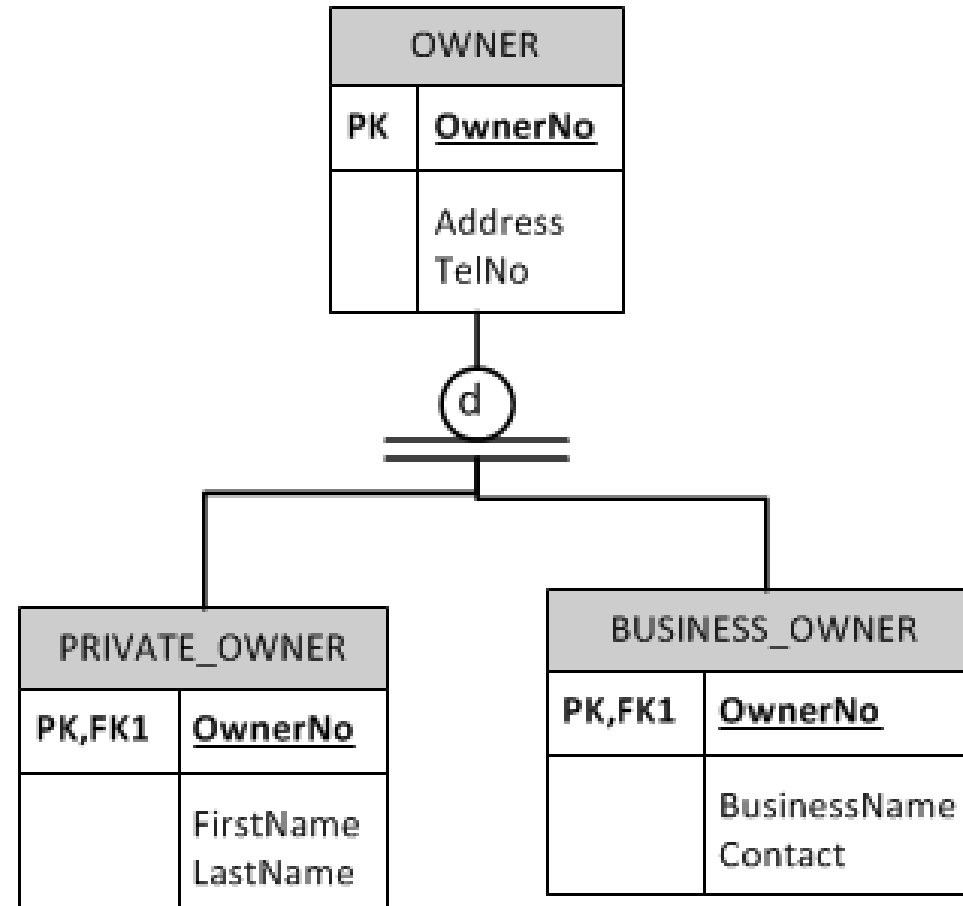 OWNER
PK OwnerNo
Address
TelNo
d
PRIVATE_OWNER
PK,FK1 OwnerNo
FirstName
LastName
BUSINESS_OWNER
PK,FK1 OwnerNo
BusinessName
Contact